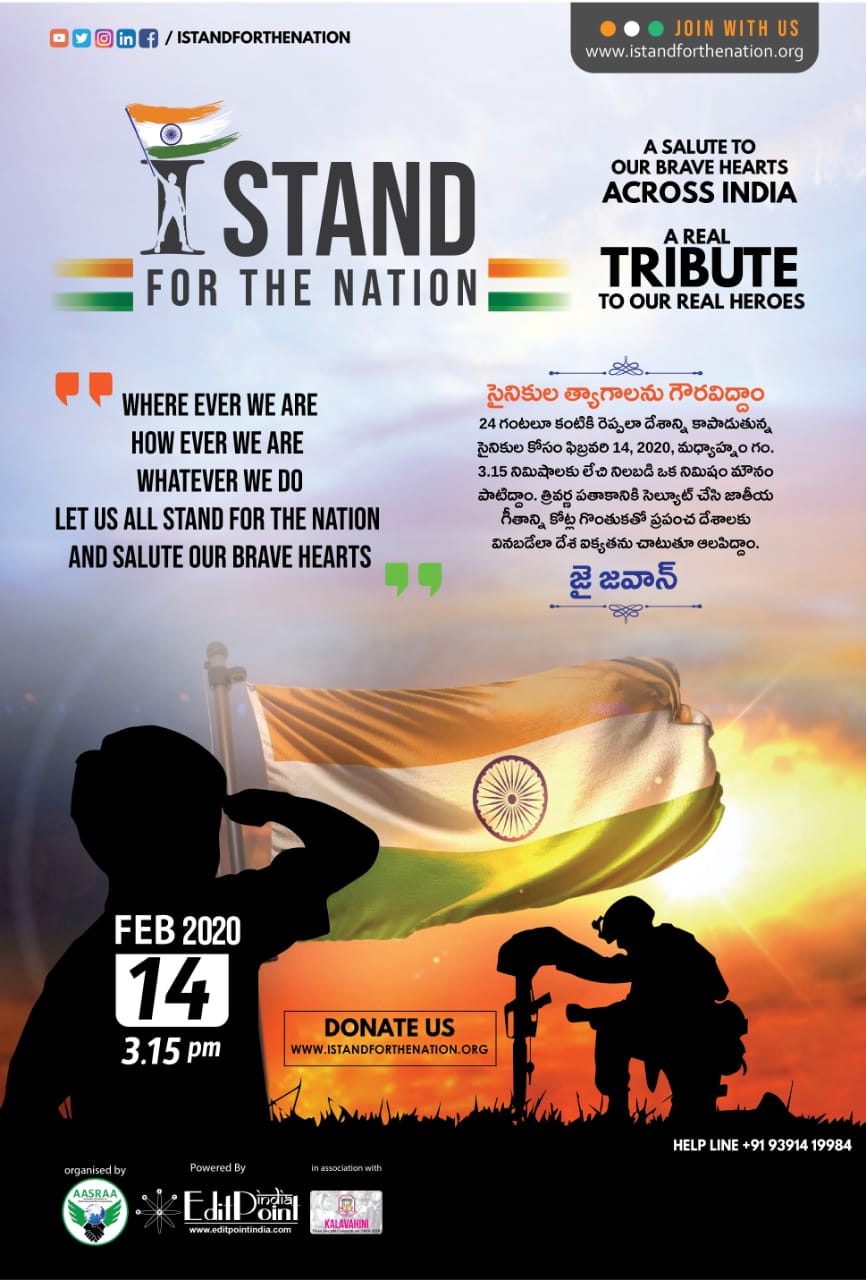 / ISTANDFORTHENATION
JOIN WITH US
www.istandforthenation.org
I STAND
FOR THE NATION
A SALUTE TO
OUR BRAVE HEARTS
ACROSS INDIA
A REAL
TRIBUTE
TO OUR REAL HEROES
WHERE EVER WE ARE
HOW EVER WE ARE
WHATEVER WE DO
LET US ALL STAND FOR THE NATION
AND SALUTE OUR BRAVE HEARTS
సైనికుల త్యాగాలను గౌరవిద్దాం
24 గంటలూ కంటికి రెప్పలా దేశాన్ని కాపాడుతున్న
సైనికుల కోసం ఫిబ్రవరి 14, 2020, మధ్యాహ్నం గం.
3.15 నిమిషాలకు లేచి నిలబడి ఒక నిమిషం మౌనం
పాటిద్దాం. త్రివర్ణ పతాకానికి సెల్యూట్ చేసి జాతీయ
గీతాన్ని కోట్ల గొంతుకతో ప్రపంచ దేశాలకు
వినబడేలా దేశ ఐక్యతను చాటుతూ ఆలపిద్దాం.
జై జవాన్
FEB 2020
14
3.15 pm
DONATE US
WWW.ISTANDFORTHENATION.ORG
HELP LINE +91 93914 19984
organised by
AASRAA
Powered By
EditPoint india
www.editpointindia.com
in association with
KALAVAHINI